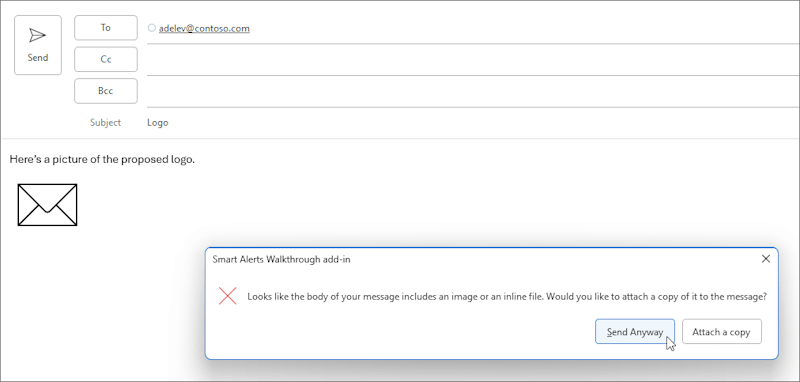 To
adelev@contoso.com
Send
Cc
Bcc
Subject
Logo
Here's a picture of the proposed logo.
Smart Alerts Walkthrough add-in
Looks like the body of your message includes an image or an inline file. Would you like to attach a copy of it to the message?
Send Anyway
Attach a copy